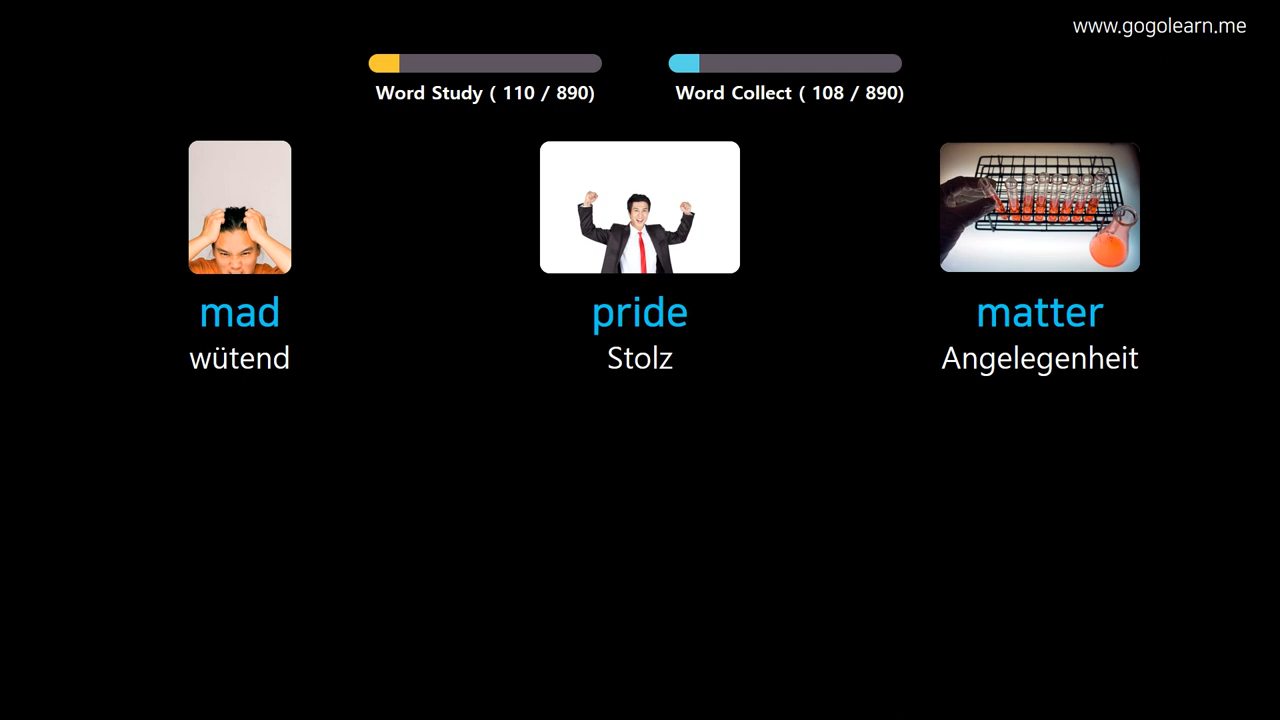 www.gogolearn.me
Word Study ( 110 / 890)
Word Collect ( 108 / 890)
mad
pride
matter
wütend
Stolz
Angelegenheit